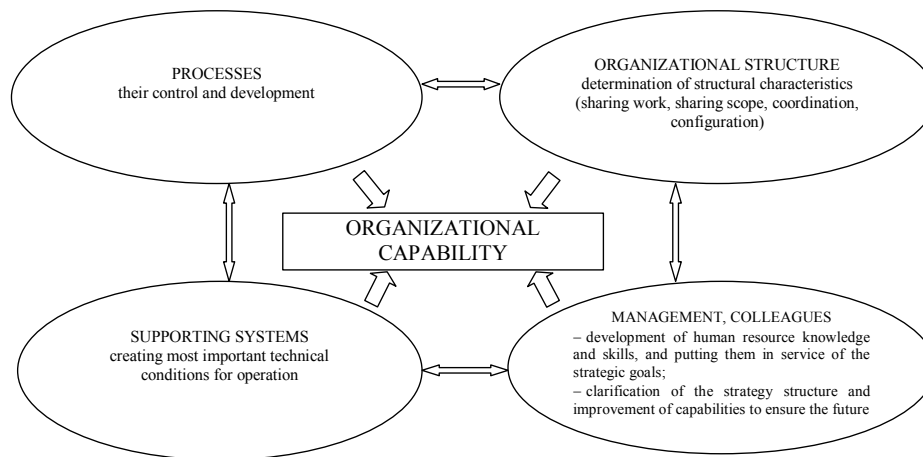 PROCESSES
their control and development
ORGANIZATIONAL STRUCTURE
determination of structural characteristics
(sharing work, sharing scope, coordination,
configuration)
ORGANIZATIONAL
CAPABILITY
SUPPORTING SYSTEMS
creating most important technical
conditions for operation
MANAGEMENT, COLLEAGUES
– development of human resource knowledge
and skills, and putting them in service of the
strategic goals;
– clarification of the strategy structure and
improvement of capabilities to ensure the future